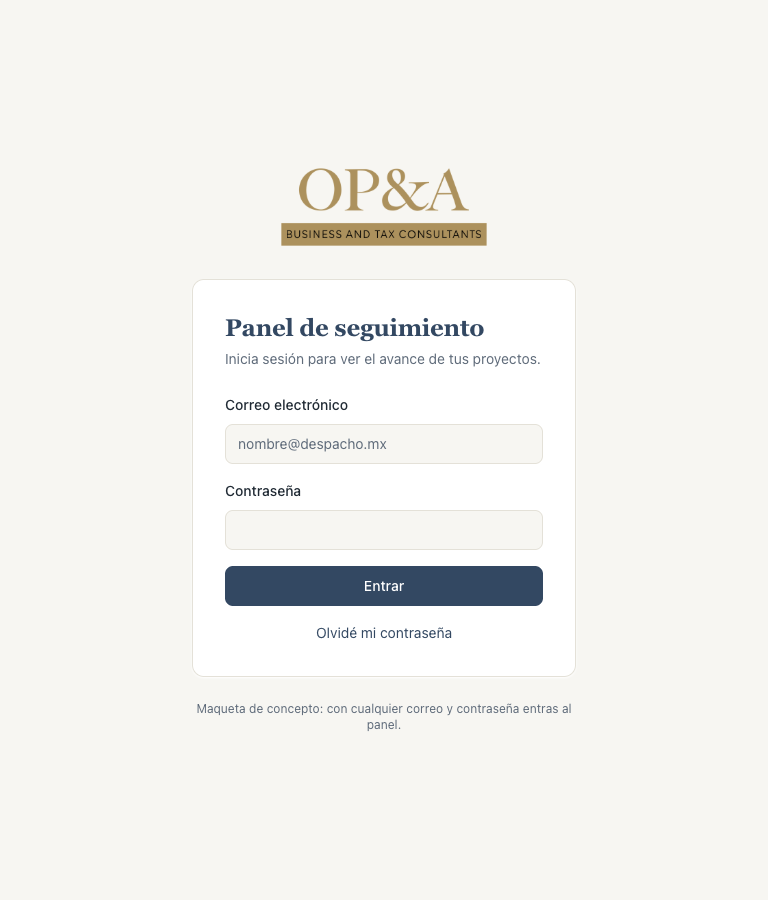 OP&A
BUSINESS AND TAX CONSULTANTS
Panel de seguimiento
Inicia sesión para ver el avance de tus proyectos.
Correo electrónico
nombre@despacho.mx
Contraseña
Entrar
Olvidé mi contraseña
Maqueta de concepto: con cualquier correo y contraseña entras al
panel.